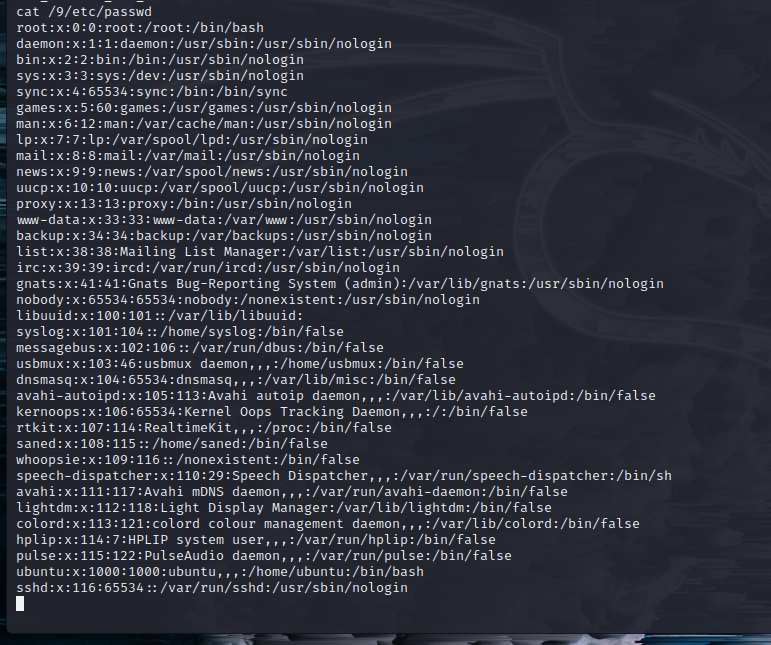 cat /9/etc/passwd
root:x:0:0:root:/root:/bin/bash
daemon:x:1:1:daemon:/usr/sbin:/usr/sbin/nologin
bin:x:2:2:bin:/bin:/usr/sbin/nologin
sys:x:3:3:sys:/dev:/usr/sbin/nologin
sync:x:4:65534:sync:/bin:/bin/sync
games:x:5:60:games:/usr/games:/usr/sbin/nologin
man:x:6:12:man:/var/cache/man:/usr/sbin/nologin
lp:x:7:7:lp:/var/spool/lpd:/usr/sbin/nologin
mail:x:8:8:mail:/var/mail:/usr/sbin/nologin
news:x:9:9:news:/var/spool/news:/usr/sbin/nologin
uucp:x:10:10:uucp:/var/spool/uucp:/usr/sbin/nologin
proxy:x:13:13:proxy:/bin:/usr/sbin/nologin
www-data:x:33:33:www-data:/var/www:/usr/sbin/nologin
backup:x:34:34:backup:/var/backups:/usr/sbin/nologin
list:x:38:38:Mailing List Manager:/var/list:/usr/sbin/nologin
irc:x:39:39:ircd:/var/run/ircd:/usr/sbin/nologin
gnats:x:41:41:Gnats Bug-Reporting System (admin):/var/lib/gnats:/usr/sbin/nologin
nobody:x:65534:65534:nobody:/nonexistent:/usr/sbin/nologin
libuuid:x:100:101::/var/lib/libuuid:
syslog:x:101:104::/home/syslog:/bin/false
messagebus:x:102:106::/var/run/dbus:/bin/false
usbmux:x:103:46:usbmux daemon,,,:/home/usbmux:/bin/false
dnsmasq:x:104:65534:dnsmasq,,,:/var/lib/misc:/bin/false
avahi-autoipd:x:105:113:Avahi autoip daemon,,,:/var/lib/avahi-autoipd:/bin/false
kernoops:x:106:65534:Kernel Oops Tracking Daemon,,,:/:/bin/false
rtkit:x:107:114:RealtimeKit,,,:/proc:/bin/false
saned:x:108:115::/home/saned:/bin/false
whoopsie:x:109:116::/nonexistent:/bin/false
speech-dispatcher:x:110:29:Speech Dispatcher,,,:/var/run/speech-dispatcher:/bin/sh
avahi:x:111:117:Avahi mDNS daemon,,,:/var/run/avahi-daemon:/bin/false
lightdm:x:112:118:Light Display Manager:/var/lib/lightdm:/bin/false
colord:x:113:121:colord colour management daemon,,,:/var/lib/colord:/bin/false
hplip:x:114:7:HPLIP system user,,,:/var/run/hplip:/bin/false
pulse:x:115:122:PulseAudio daemon,,,:/var/run/pulse:/bin/false
ubuntu:x:1000:1000:ubuntu,,,:/home/ubuntu:/bin/bash
sshd:x:116:65534::/var/run/sshd:/usr/sbin/nologin